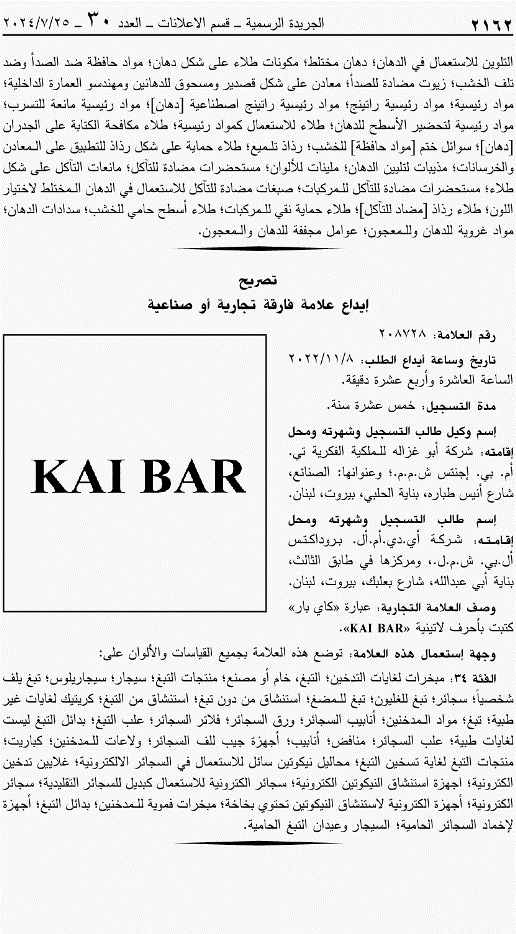 ٢١٦٢
الجريدة الرسمية ـ قسم الاعلانات ـ العدد ٣٠ ـ ٢٠٢٤/٧/٢٥
التلوين للاستعمال في الدهان؛ دهان مختلط؛ مكونات طلاء على شكل دهان؛ مواد حافظة ضد الصدأ وضد
تلف الخشب؛ زيوت مضادة للصدأ؛ معادن على شكل قصدير ومسحوق للدهانين ومهندسو العمارة الداخلية؛
مواد رئيسية؛ مواد رئيسية راتينج؛ مواد رئيسية راتينج اصطناعية [دهان]؛ مواد رئيسية مانعة للتسرب؛
مواد رئيسية لتحضير الأسطح للدهان؛ طلاء للاستعمال كمواد رئيسية؛ طلاء مكافحة الكتابة على الجدران
[دهان]؛ سوائل ختم [مواد حافظة] للخشب؛ رذاذ تلميع؛ طلاء حماية على شكل رذاذ للتطبيق على المعادن
والخرسانات؛ مذيبات لتليين الدهان؛ ملينات للألوان؛ مستحضرات مضادة للتآكل؛ مانعات التآكل على شكل
طلاء؛ مستحضرات مضادة للتآكل للمركبات؛ صبغات مضادة للتآكل للاستعمال في الدهان المختلط لاختيار
اللون؛ طلاء رذاذ [مضاد للتآكل]؛ طلاء حماية نقي للمركبات؛ طلاء أسطح حامي للخشب؛ سدادات الدهان؛
مواد غروية للدهان وللمعجون؛ عوامل مجففة للدهان والمعجون.
تصريح
إيداع علامة فارقة تجارية أو صناعية
رقم العلامة: ٢٠٨٧٢٨
تاريخ وساعة أيداع الطلب: ٢٠٢٢/١١/٨
الساعة العاشرة وأربع عشرة دقيقة.
مدة التسجيل: خمس عشرة سنة.
إسم وكيل طالب التسجيل وشهرته ومحل
إقامته: شركة أبو غزاله للملكية الفكرية تي.
أم. بي. إجنتس ش.م.م.؛ وعنوانها: الصنائع،
شارع أنيس طباره، بناية الحلبي، بيروت، لبنان.
إسم طالب التسجيل وشهرته ومحل
إقامته: شركة أي.دي.أم.أل. بروداكتس
أل.بي. ش.م.ل.، ومركزها في طابق الثالث،
بناية أبي عبدالله، شارع بعلبك، بيروت، لبنان.
وصف العلامة التجارية: عبارة «كاي بار»
كتبت بأحرف لاتينية «KAI BAR».
KAI BAR
وجهة إستعمال هذه العلامة: توضع هذه العلامة بجميع القياسات والألوان على:
الفئة ٣٤: مبخرات لغايات التدخين؛ التبغ، خام أو مصنع؛ منتجات التبغ؛ سيجار؛ سيجاريلوس؛ تبغ يلف
شخصياً؛ سجائر؛ تبغ للغليون؛ تبغ للمضغ؛ استنشاق من دون تبغ؛ استنشاق من التبغ؛ كريتيك لغايات غير
طبية؛ تبغ؛ مواد المدخنين؛ أنابيب السجائر؛ ورق السجائر؛ فلاتر السجائر؛ علب التبغ؛ بدائل التبغ ليست
لغايات طبية؛ علب السجائر؛ منافض؛ أنابيب؛ أجهزة جيب للف السجائر؛ ولاعات للمدخنين؛ كباريت؛
منتجات التبغ لغاية تسخين التبغ؛ محاليل نيكوتين سائل للاستعمال في السجائر الالكترونية؛ غلايين تدخين
الكترونية؛ اجهزة استنشاق النيكوتين الكترونية؛ سجائر الكترونية للاستعمال كبديل للسجائر التقليدية؛ سجائر
الكترونية؛ أجهزة الكترونية لاستنشاق النيكوتين تحتوي بخاخة؛ مبخرات فموية للمدخنين؛ بدائل التبغ؛ أجهزة
لإخماد السجائر الحامية؛ السيجار وعيدان التبغ الحامية.